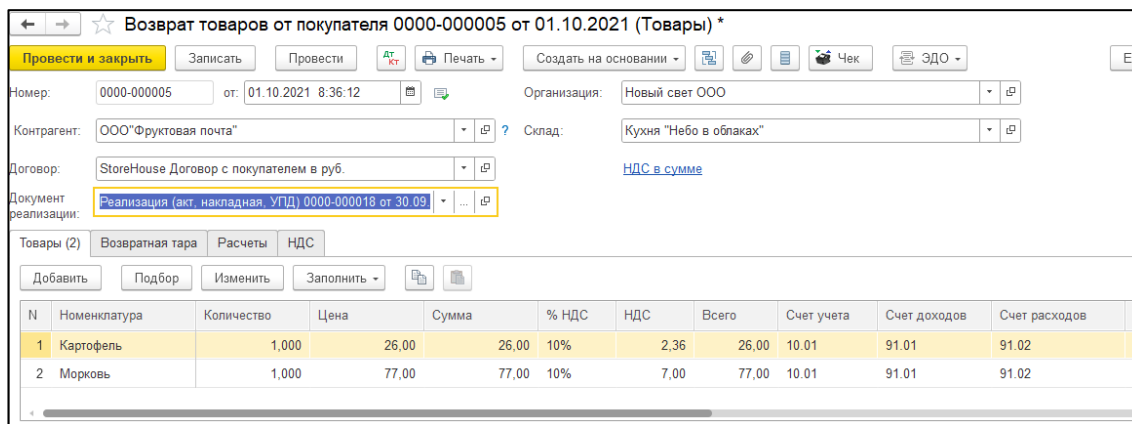 Возврат товаров от покупателя 0000-000005 от 01.10.2021 (Товары) *
Провести и закрыть Записать Провести Дт Кт Печать Создать на основании Чек ЭДО Е
Номер: 0000-000005 от: 01.10.2021 8:36:12 Организация: Новый свет ООО
Контрагент: ООО"Фруктовая почта" ? Склад: Кухня "Небо в облаках"
Договор: StoreHouse Договор с покупателем в руб. НДС в сумме
Документ реализации: Реализация (акт, накладная, УПД) 0000-000018 от 30.09. ...
Товары (2) Возвратная тара Расчеты НДС
Добавить Подбор Изменить Заполнить
N Номенклатура Количество Цена Сумма % НДС НДС Всего Счет учета Счет доходов Счет расходов
1 Картофель 1,000 26,00 26,00 10% 2,36 26,00 10.01 91.01 91.02
2 Морковь 1,000 77,00 77,00 10% 7,00 77,00 10.01 91.01 91.02